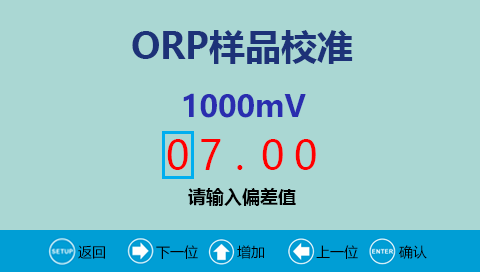 ORP样品校准
1000mV
07.00
请输入偏差值
SETUP 返回 下一位 增加 上一位 ENTER 确认